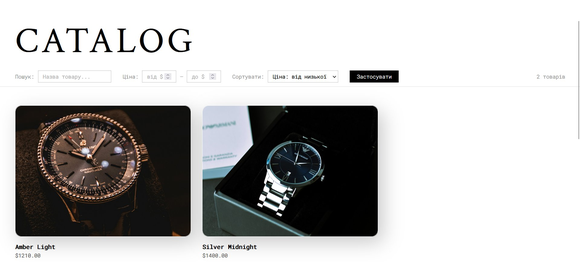 CATALOG
Пошук: Назва товару... Ціна: від $ — до $ Сортувати: Ціна: від низької Застосувати 2 товарів
Amber Light
$1210.00
Silver Midnight
$1400.00